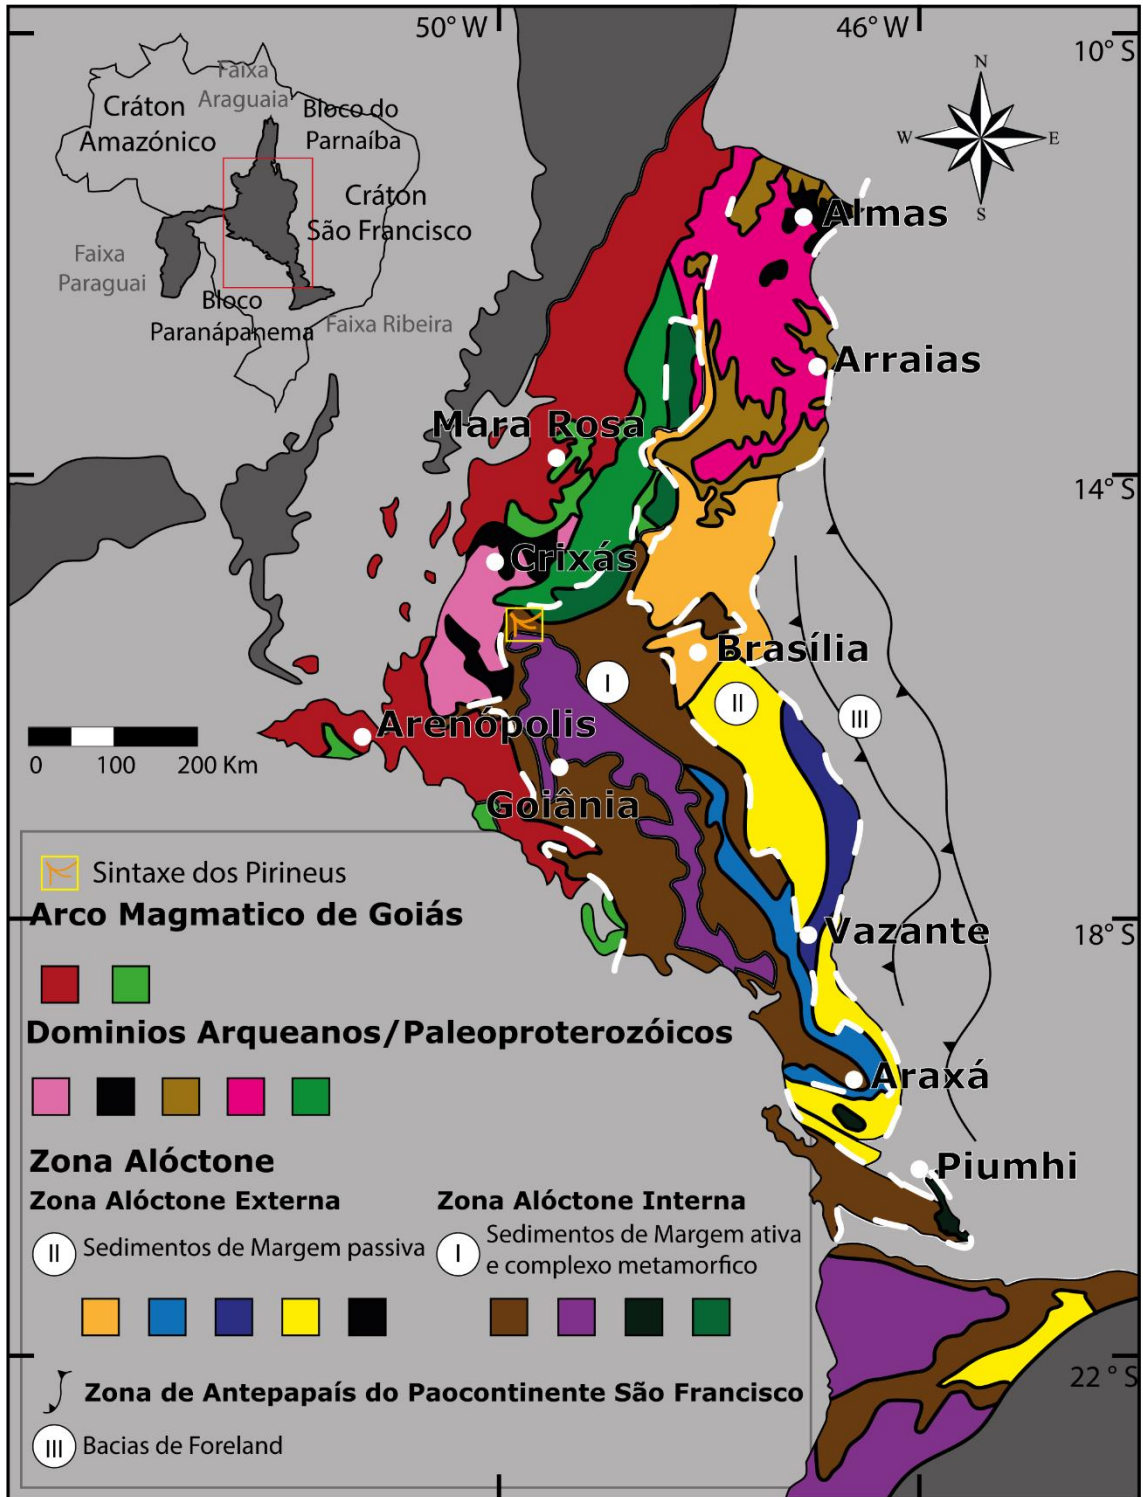 50° W
46° W
10° S
Faixa
Araguaia
Cráton
Amazónico
Bloco do
Parnaíba
Cráton
São Francisco
Faixa
Paraguai
Bloco
Paranápanema
Faixa Ribeira
N
W
E
S
Almas
Arraias
Mara Rosa
14° S
Crixás
Brasília
I
II
III
Arenópolis
0 100 200 Km
Goiânia
Sintaxe dos Pirineus
Arco Magmatico de Goiás
Vazante
18° S
Dominios Arqueanos/Paleoproterozóicos
Araxá
Zona Alóctone
Piumhi
Zona Alóctone Externa
II Sedimentos de Margem passiva
Zona Alóctone Interna
I Sedimentos de Margem ativa
e complexo metamorfico
22° S
Zona de Antepapaís do Paocontinente São Francisco
III Bacias de Foreland